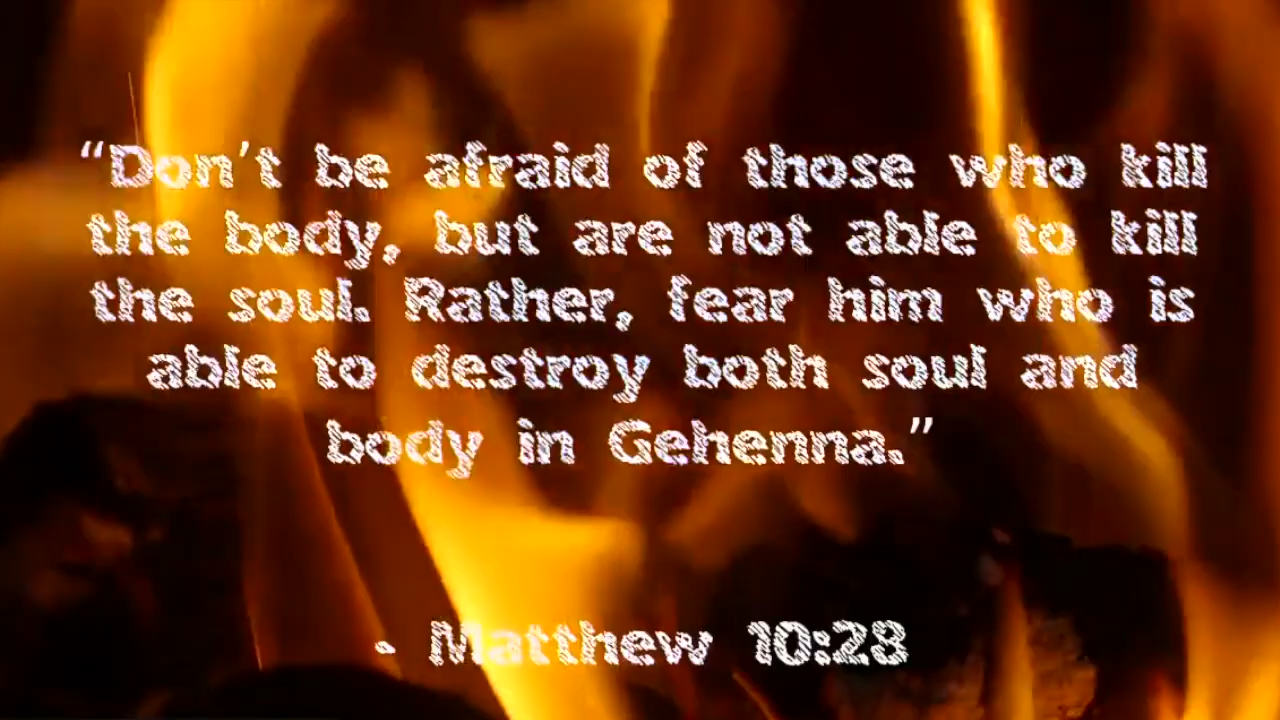 “Don’t be afraid of those who kill
the body, but are not able to kill
the soul. Rather, fear him who is
able to destroy both soul and
body in Gehenna.”
- Matthew 10:28